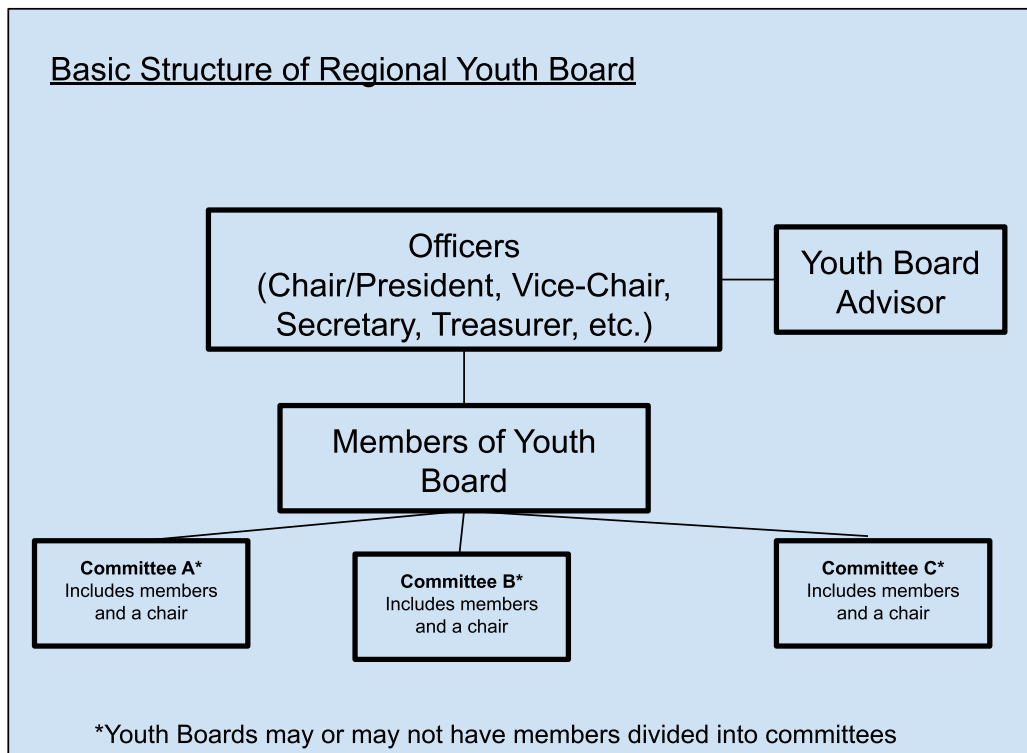 Basic Structure of Regional Youth Board
Officers
(Chair/President, Vice-Chair,
Secretary, Treasurer, etc.)
Youth Board
Advisor
Members of Youth
Board
Committee A*
Includes members
and a chair
Committee B*
Includes members
and a chair
Committee C*
Includes members
and a chair
*Youth Boards may or may not have members divided into committees